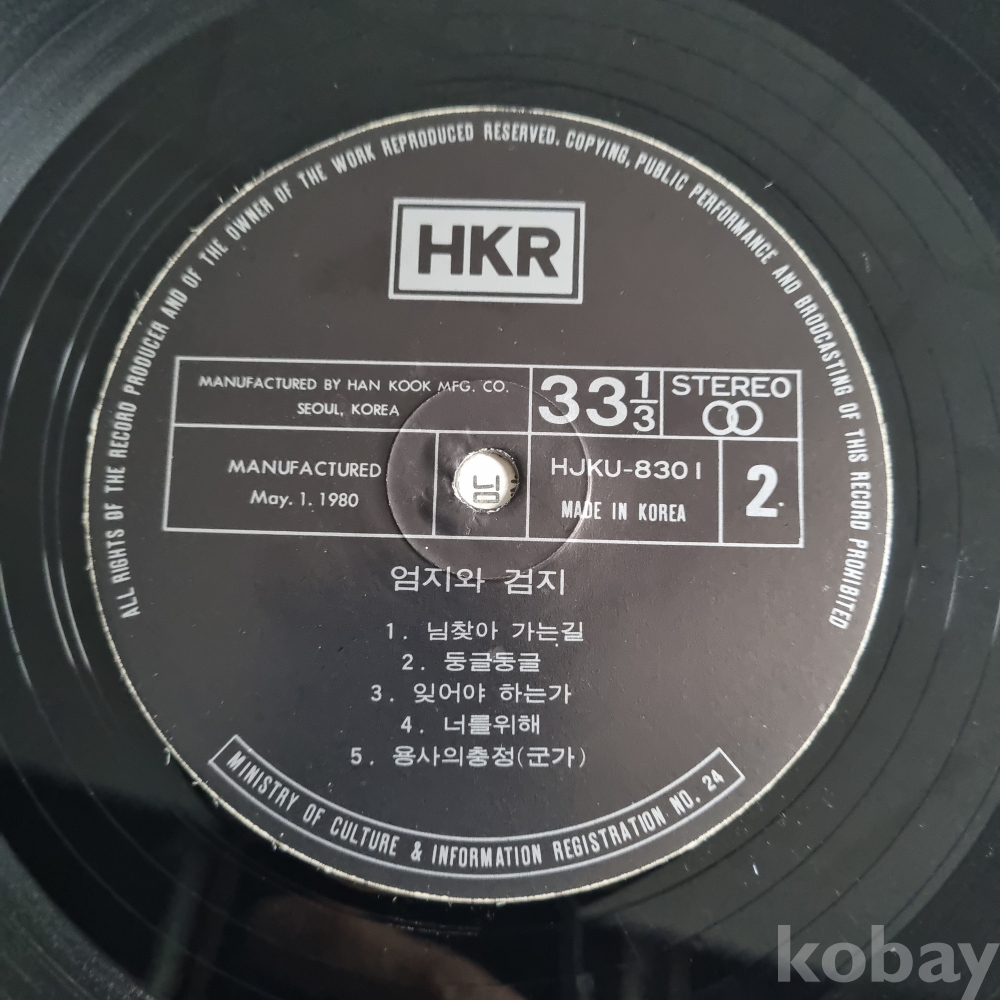 ALL RIGHTS OF THE RECORD PRODUCER AND OF THE OWNER OF THE WORK REPRODUCED RESERVED. COPYING, PUBLIC PERFORMANCE AND BRODCASTING OF THIS RECORD PROHIBITED
HKR
MANUFACTURED BY HAN KOOK MFG. CO.
SEOUL, KOREA
33 1/3
STEREO
MANUFACTURED
May. 1. 1980
님
HJKU-8301
MADE IN KOREA
2
엄지와 검지
1. 님찾아 가는길
2. 둥글둥글
3. 잊어야 하는가
4. 너를위해
5. 용사의충정(군가)
MINISTRY OF CULTURE & INFORMATION REGISTRATION NO. 24
kobay